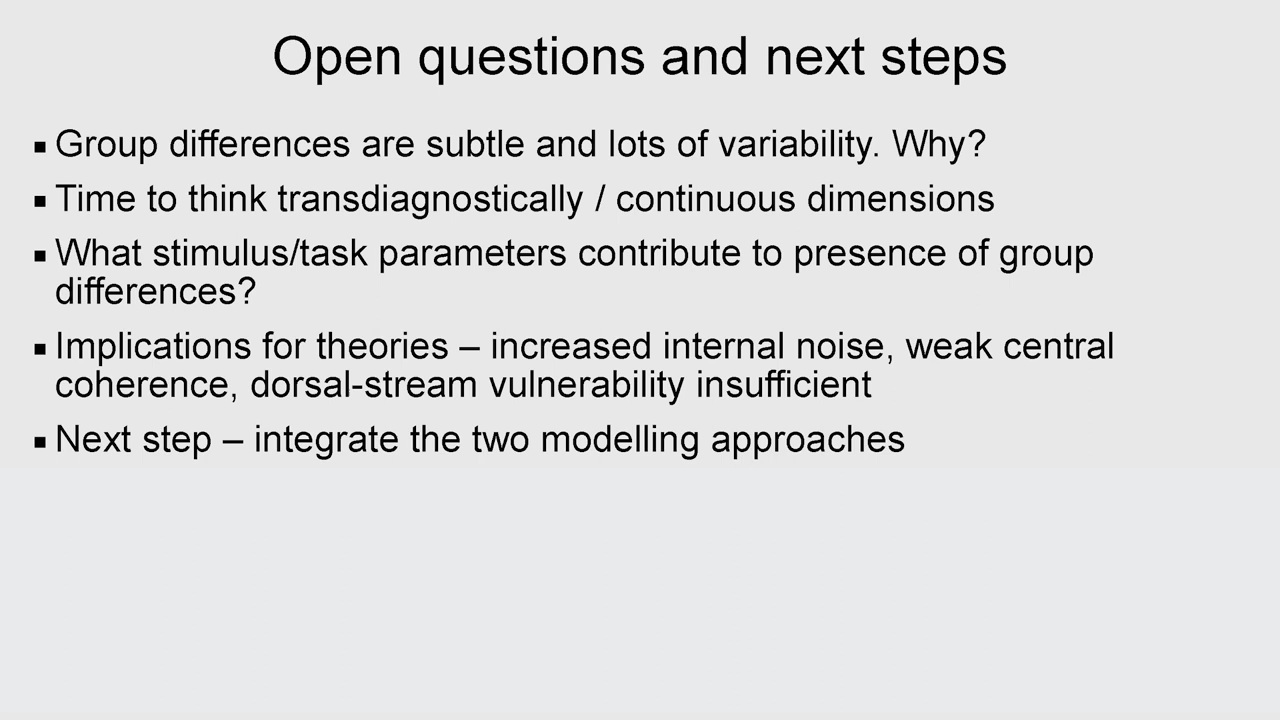 Open questions and next steps
▪ Group differences are subtle and lots of variability. Why?
▪ Time to think transdiagnostically / continuous dimensions
▪ What stimulus/task parameters contribute to presence of group
differences?
▪ Implications for theories – increased internal noise, weak central
coherence, dorsal-stream vulnerability insufficient
▪ Next step – integrate the two modelling approaches